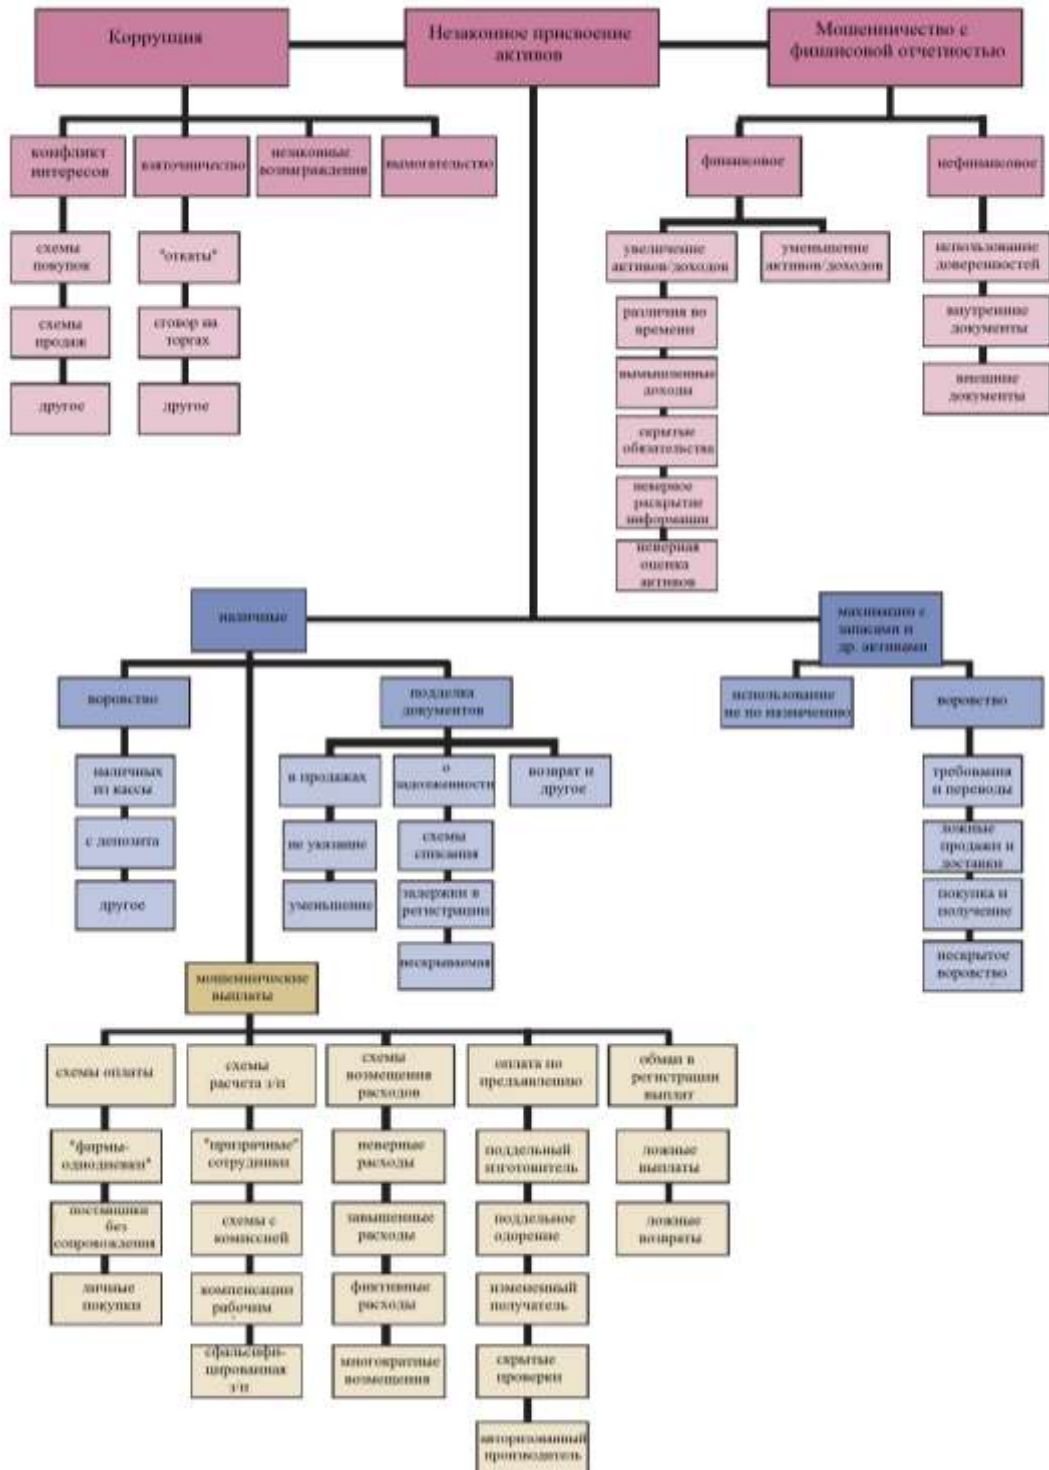 Коррупция
Незаконное присвоение
активов
Мошенничество с
финансовой отчетностью
конфликт
интересов
взяточничество
незаконные
вознаграждения
вымогательство
финансовое
нефинансовое
схемы
покупок
"откаты"
увеличение
активов/доходов
уменьшение
активов/доходов
использование
доверенностей
схемы
продаж
сговор на
торгах
различия во
времени
внутренние
документы
другое
другое
вымышленные
доходы
внешние
документы
скрытые
обязательства
неверное
раскрытие
информации
неверная
оценка
активов
наличные
махинации с
запасами и
др. активами
воровство
подделка
документов
использование
не по назначению
воровство
наличных
из кассы
в продажах
о
задолженности
возврат и
другое
требования
и переводы
с депозита
не указание
схемы
списания
ложные
продажи и
доставки
другое
уменьшение
задержки в
регистрации
покупка и
получение
нескрываемая
нескрытое
воровство
мошеннические
выплаты
схемы оплаты
схемы
расчета з/п
схемы
возмещения
расходов
оплата по
предъявлению
обман в
регистрации
выплат
"фирмы-
однодневки"
"призрачные"
сотрудники
неверные
расходы
поддельный
изготовитель
ложные
выплаты
поставщики
без
сопровождения
схемы с
комиссией
завышенные
расходы
поддельное
одорение
ложные
возвраты
личные
покупки
компенсации
рабочим
фиктивные
расходы
измененный
получатель
сфальсифи-
цированная
з/п
многократные
возмещения
скрытые
проверки
авторизованный
производитель